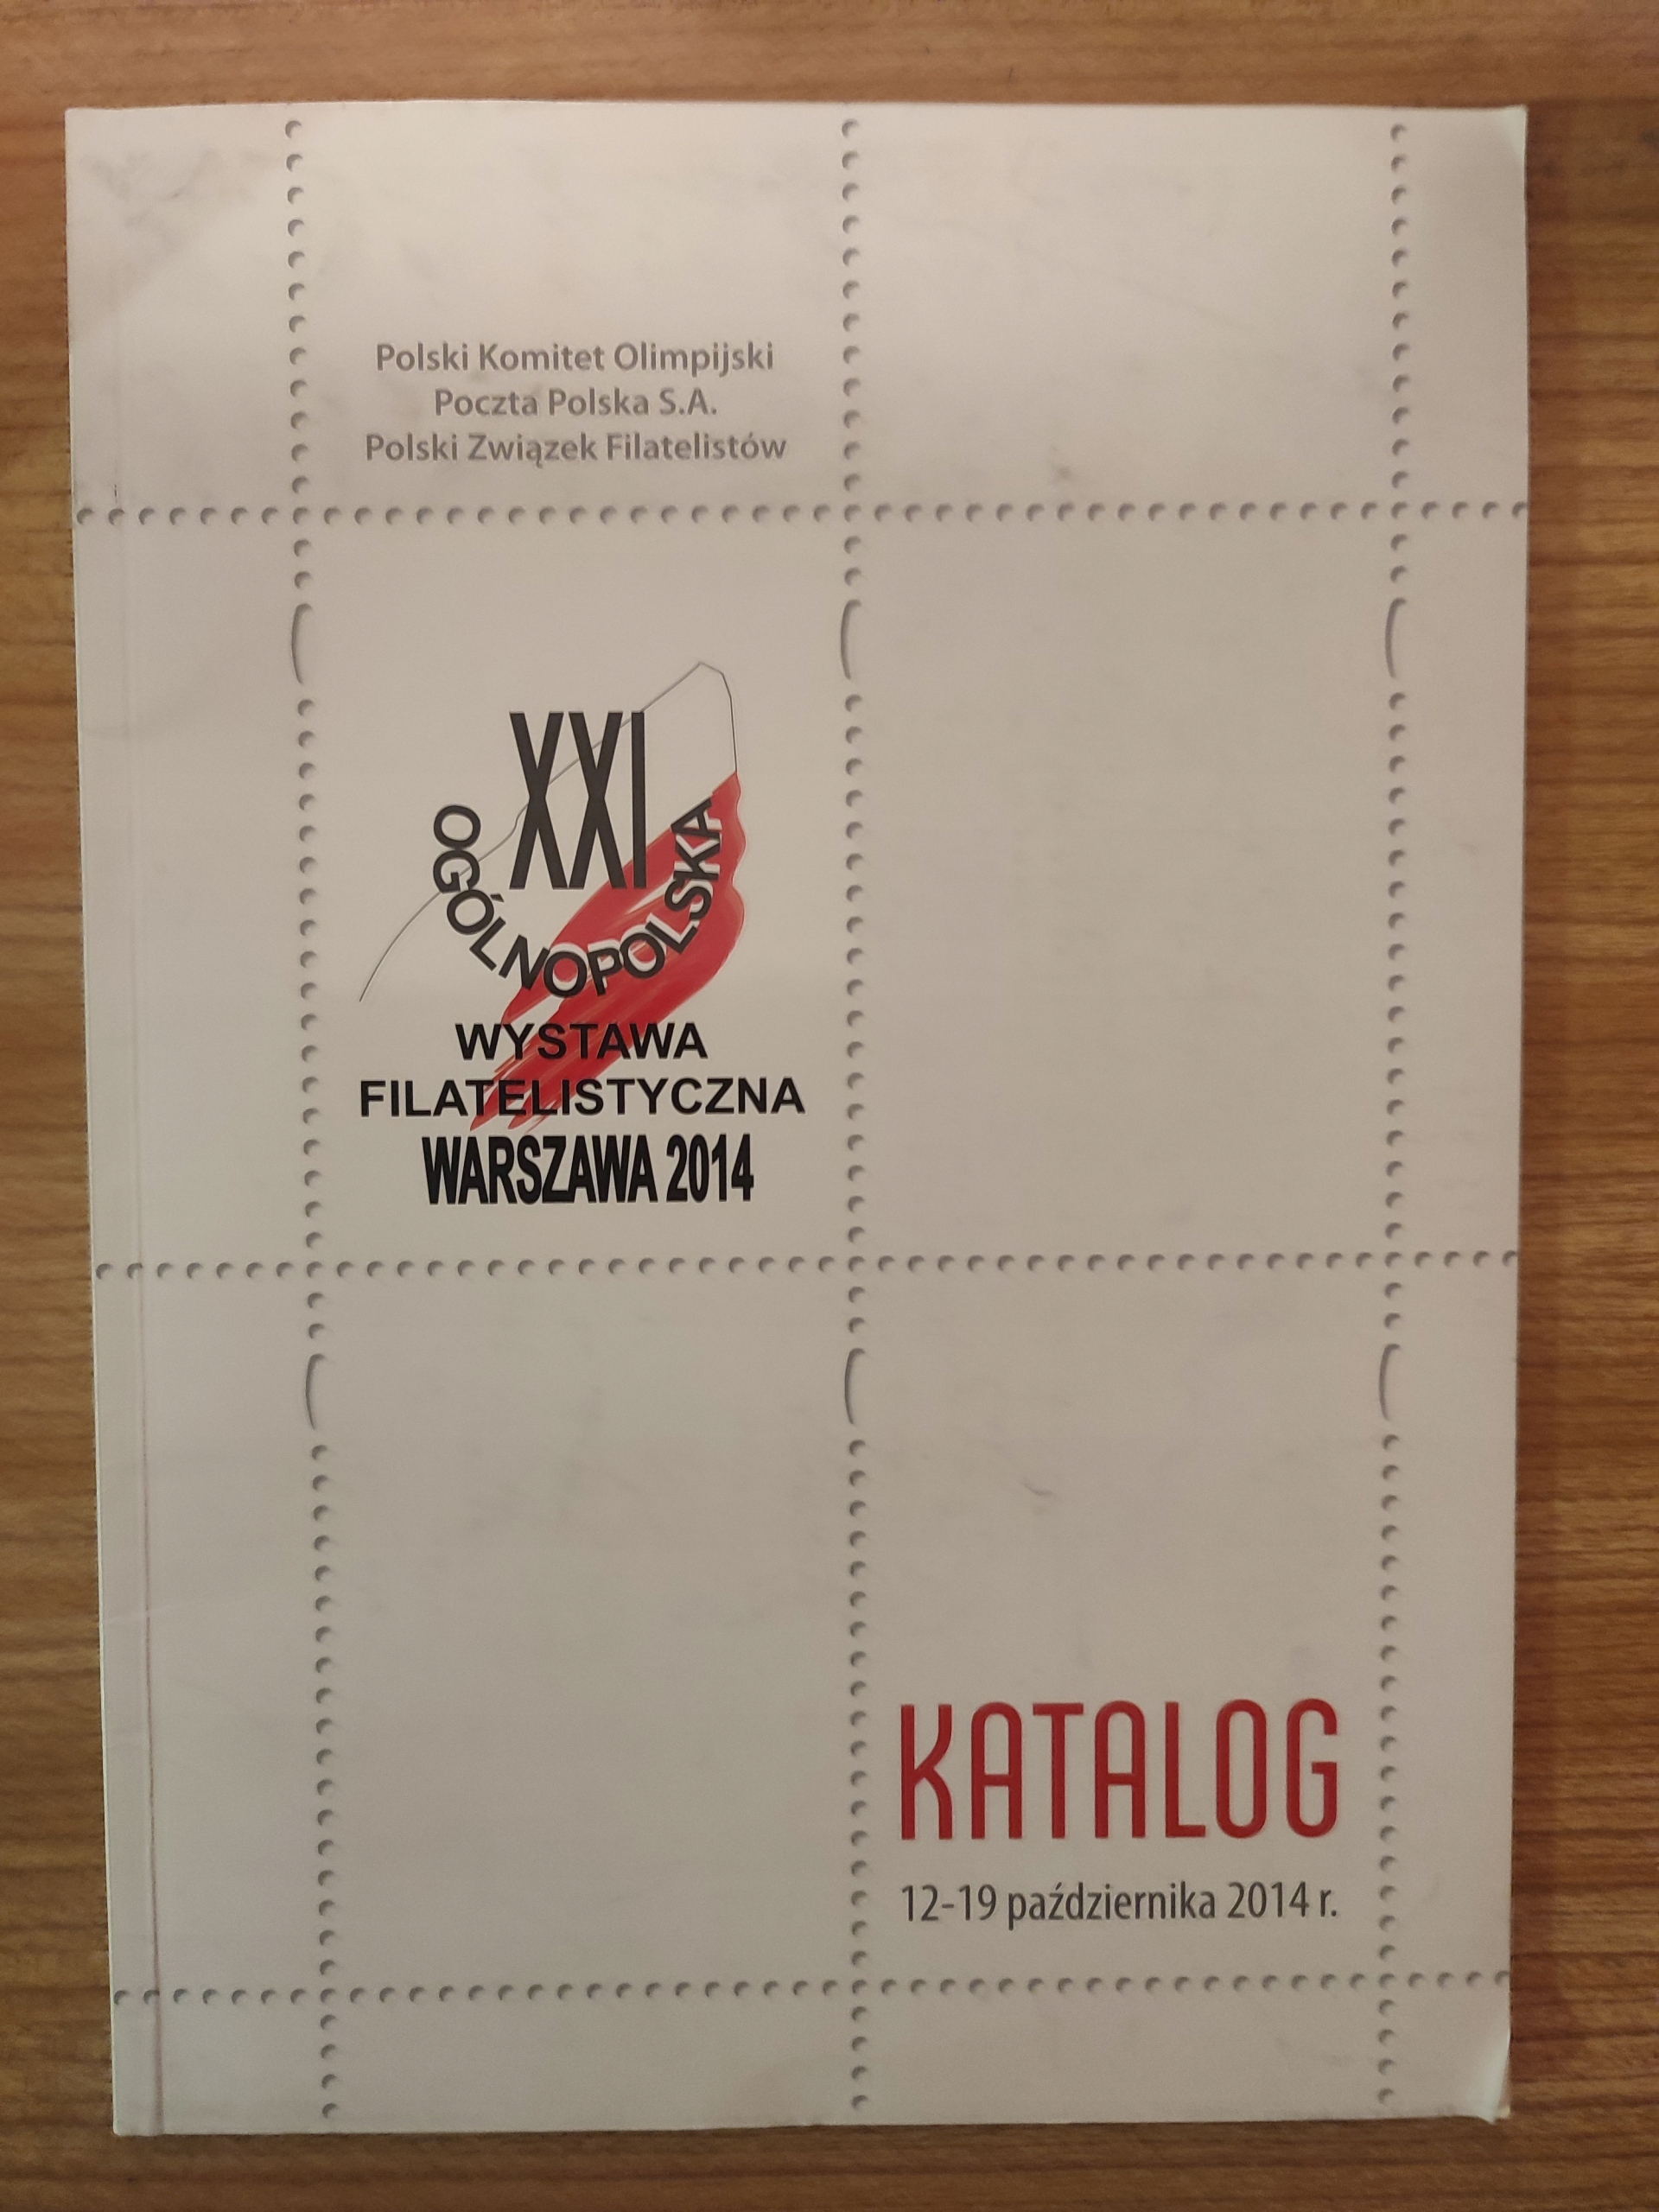 Polski Komitet Olimpijski
Poczta Polska S.A.
Polski Związek Filatelistów
XXI
OGÓLNOPOLSKA
WYSTAWA
FILATELISTYCZNA
WARSZAWA 2014
KATALOG
12-19 października 2014 r.